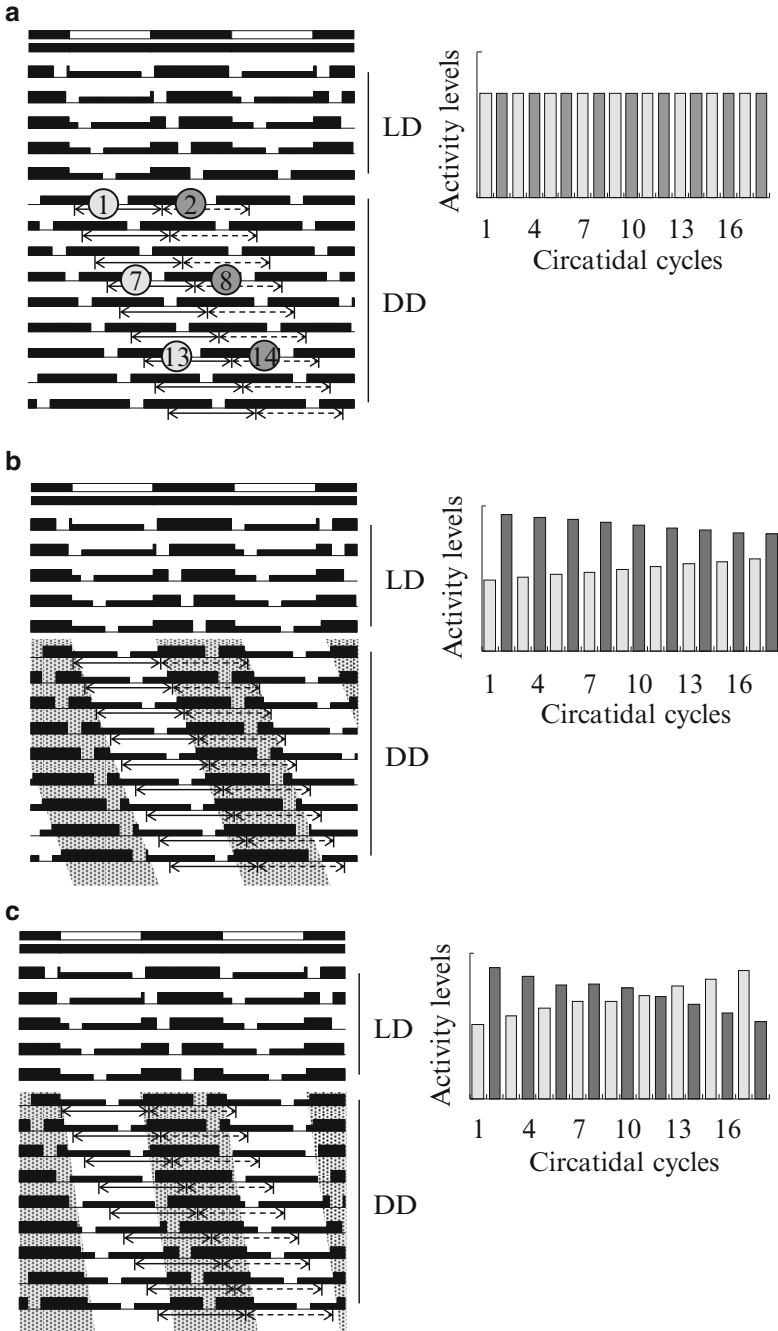 a
LD
1 2
7 8
DD
13 14
Activity levels
1 4 7 10 13 16
Circatidal cycles
b
LD
DD
Activity levels
1 4 7 10 13 16
Circatidal cycles
c
LD
DD
Activity levels
1 4 7 10 13 16
Circatidal cycles